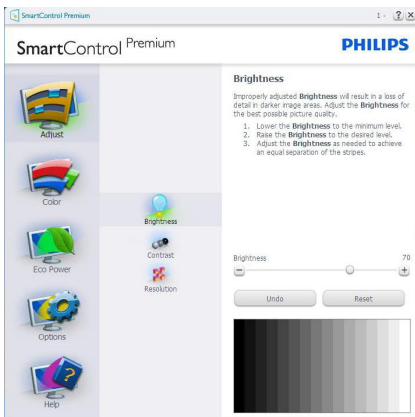 SmartControl Premium
1 - ? X
SmartControl Premium
PHILIPS
Adjust
Color
Eco Power
Options
Help
Brightness
Contrast
Resolution
Brightness
Improperly adjusted Brightness will result in a loss of
detail in darker image areas. Adjust the Brightness for
the best possible picture quality.
1. Lower the Brightness to the minimum level.
2. Raise the Brightness to the desired level.
3. Adjust the Brightness as needed to achieve
an equal separation of the stripes.
Brightness 70
Undo Reset